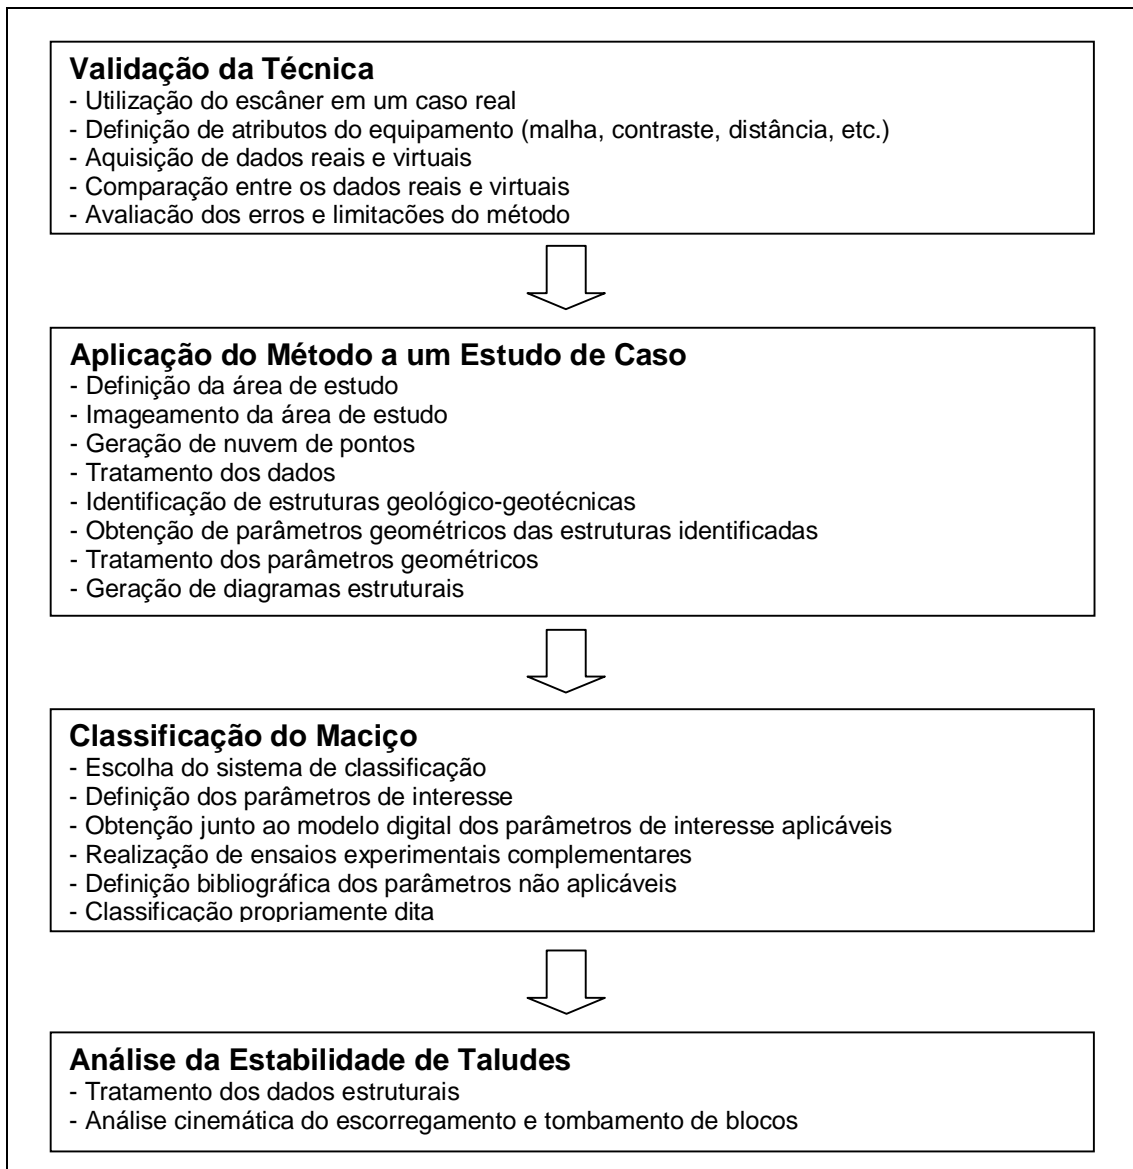 Validação da Técnica
- Utilização do escâner em um caso real
- Definição de atributos do equipamento (malha, contraste, distância, etc.)
- Aquisição de dados reais e virtuais
- Comparação entre os dados reais e virtuais
- Avaliação dos erros e limitações do método
Aplicação do Método a um Estudo de Caso
- Definição da área de estudo
- Imageamento da área de estudo
- Geração de nuvem de pontos
- Tratamento dos dados
- Identificação de estruturas geológico-geotécnicas
- Obtenção de parâmetros geométricos das estruturas identificadas
- Tratamento dos parâmetros geométricos
- Geração de diagramas estruturais
Classificação do Maciço
- Escolha do sistema de classificação
- Definição dos parâmetros de interesse
- Obtenção junto ao modelo digital dos parâmetros de interesse aplicáveis
- Realização de ensaios experimentais complementares
- Definição bibliográfica dos parâmetros não aplicáveis
- Classificação propriamente dita
Análise da Estabilidade de Taludes
- Tratamento dos dados estruturais
- Análise cinemática do escorregamento e tombamento de blocos